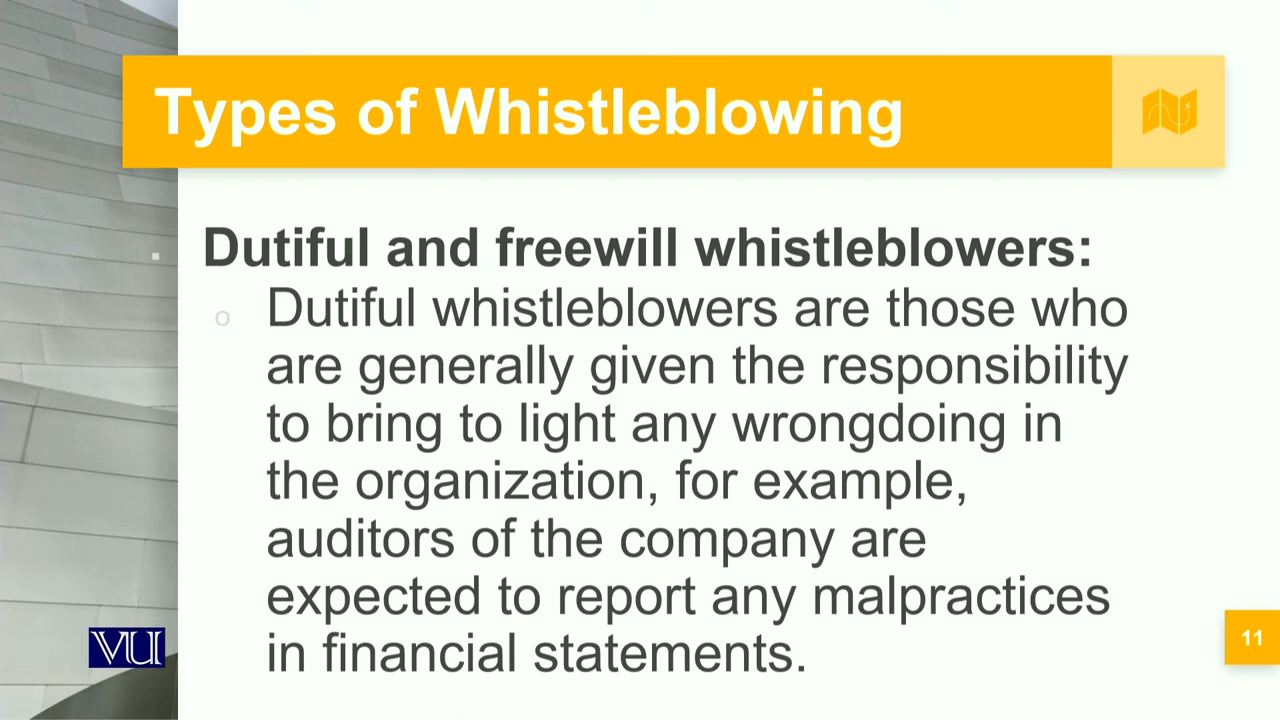 Types of Whistleblowing
▪ Dutiful and freewill whistleblowers:
o Dutiful whistleblowers are those who
are generally given the responsibility
to bring to light any wrongdoing in
the organization, for example,
auditors of the company are
expected to report any malpractices
in financial statements.
VU
11